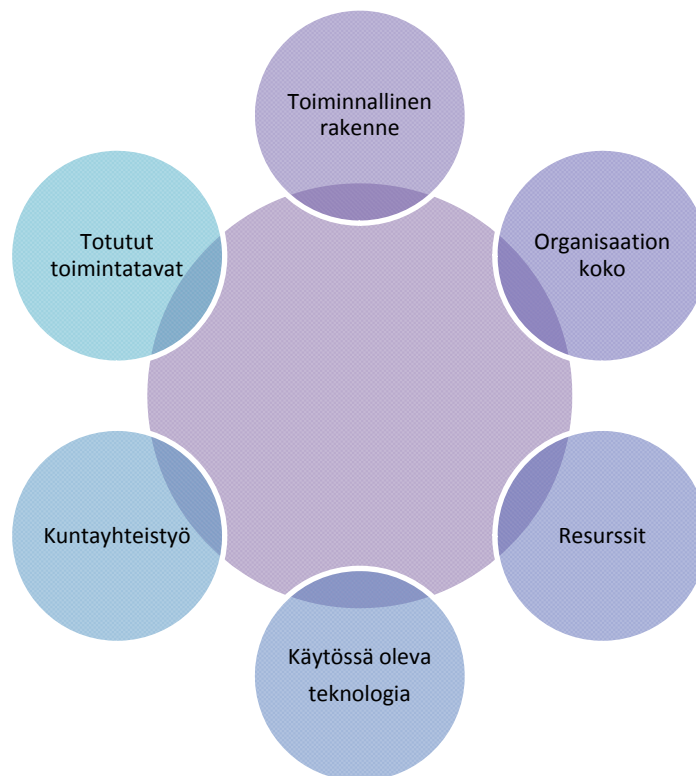 Toiminnallinen
rakenne
Organisaation
koko
Resurssit
Käytössä oleva
teknologia
Kuntayhteistyö
Totutut
toimintatavat